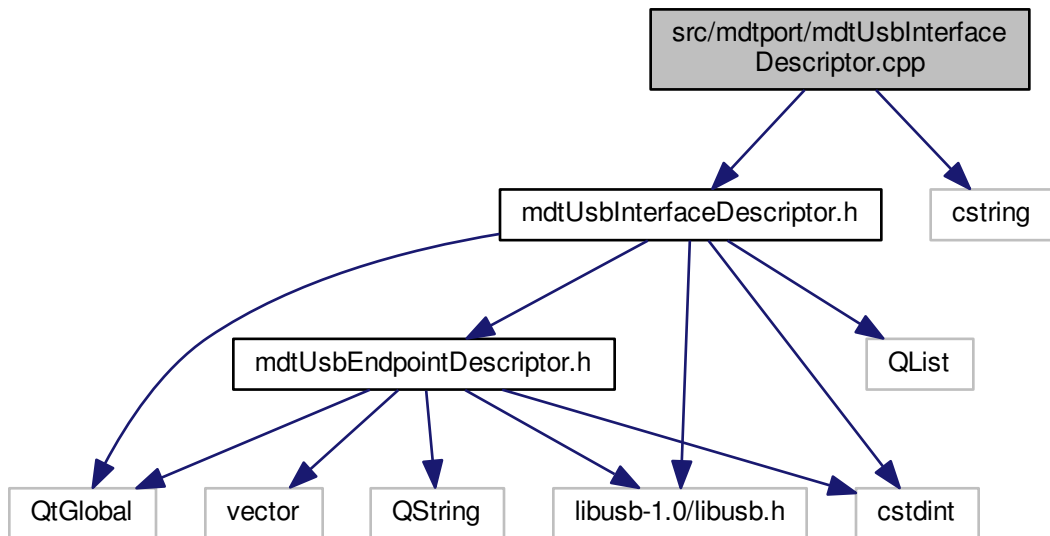 src/mdtport/mdtUsbInterface
Descriptor.cpp
mdtUsbInterfaceDescriptor.h
cstring
mdtUsbEndpointDescriptor.h
QList
QtGlobal
vector
QString
libusb-1.0/libusb.h
cstdint